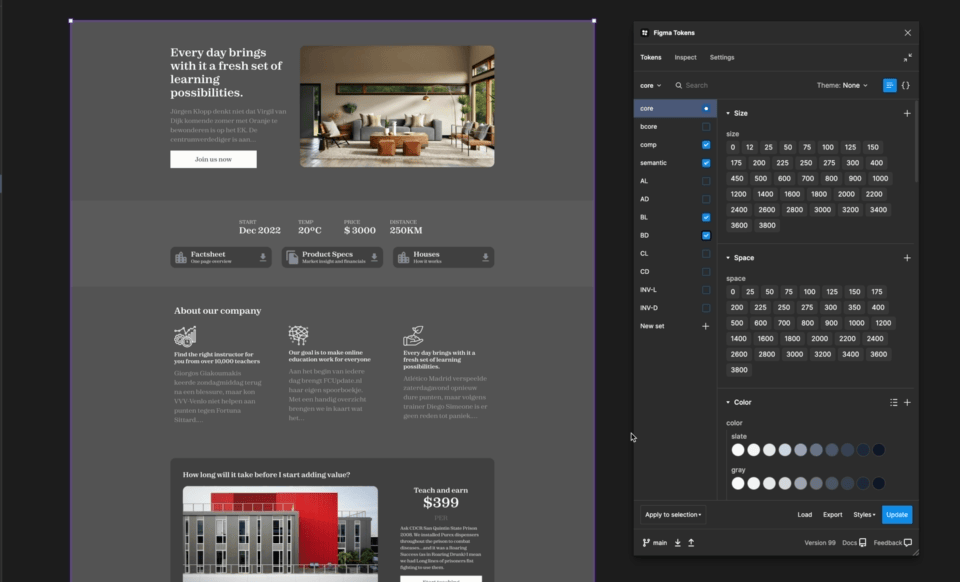 Every day brings
with it a fresh set of
learning
possibilities.
Jürgen Klopp denkt niet dat Virgil van
Dijk komende zomer met Oranje te
bewonderen is op het EK. De
centrumverdediger is aan...
Join us now
START
Dec 2022
TEMP
20ºC
PRICE
$ 3000
DISTANCE
250KM
Factsheet
One page overview
Product Specs
Market insight and financials
Houses
How it works
About our company
Find the right instructor for
you from over 10,000 teachers
Giorgos Giakoumakis
keerde zondagmiddag terug
na een blessure, maar kon
VVV-Venlo niet helpen aan
punten tegen Fortuna
Sittard...
Our goal is to make online
education work for everyone
Aan het begin van iedere
dag brengt FCUpdate.nl
haar eigen spoorboekje.
Met een handig overzicht
brengen we in kaart wat
het...
Every day brings with it a
fresh set of learning
possibilities.
Atlético Madrid verspeelde
zaterdagavond opnieuw
dure punten, maar volgens
trainer Diego Simeone is er
geen reden tot paniek...
How long will it take before I start adding value?
Teach and earn
$399
Ask CDCR San Quintin State Prison
2008. We installed Purex dispensers
throughout the prison to combat
diseases...and it was a Roaring
Success (as in Roaring Drunk) I mean
we had Long lines of prisoners fist
fighting to use them.
Figma Tokens
Tokens
Inspect
Settings
core
Search
Theme: None
core
bcore
comp
semantic
AL
AD
BL
BD
CL
CD
INV-L
INV-D
New set
Size
size
0 12 25 50 75 100 125 150
175 200 225 250 275 300 400
450 500 600 700 800 900 1000
1200 1400 1600 1800 2000 2200
2400 2600 2800 3000 3200 3400
3600 3800
Space
space
0 25 50 75 100 125 150 175
200 225 250 275 300 350 400
500 600 700 800 900 1000 1200
1400 1600 1800 2000 2200 2400
2600 2800 3000 3200 3400 3600
3800
Color
color
slate
gray
Apply to selection
Load
Export
Styles
Update
main
Version 99
Docs
Feedback